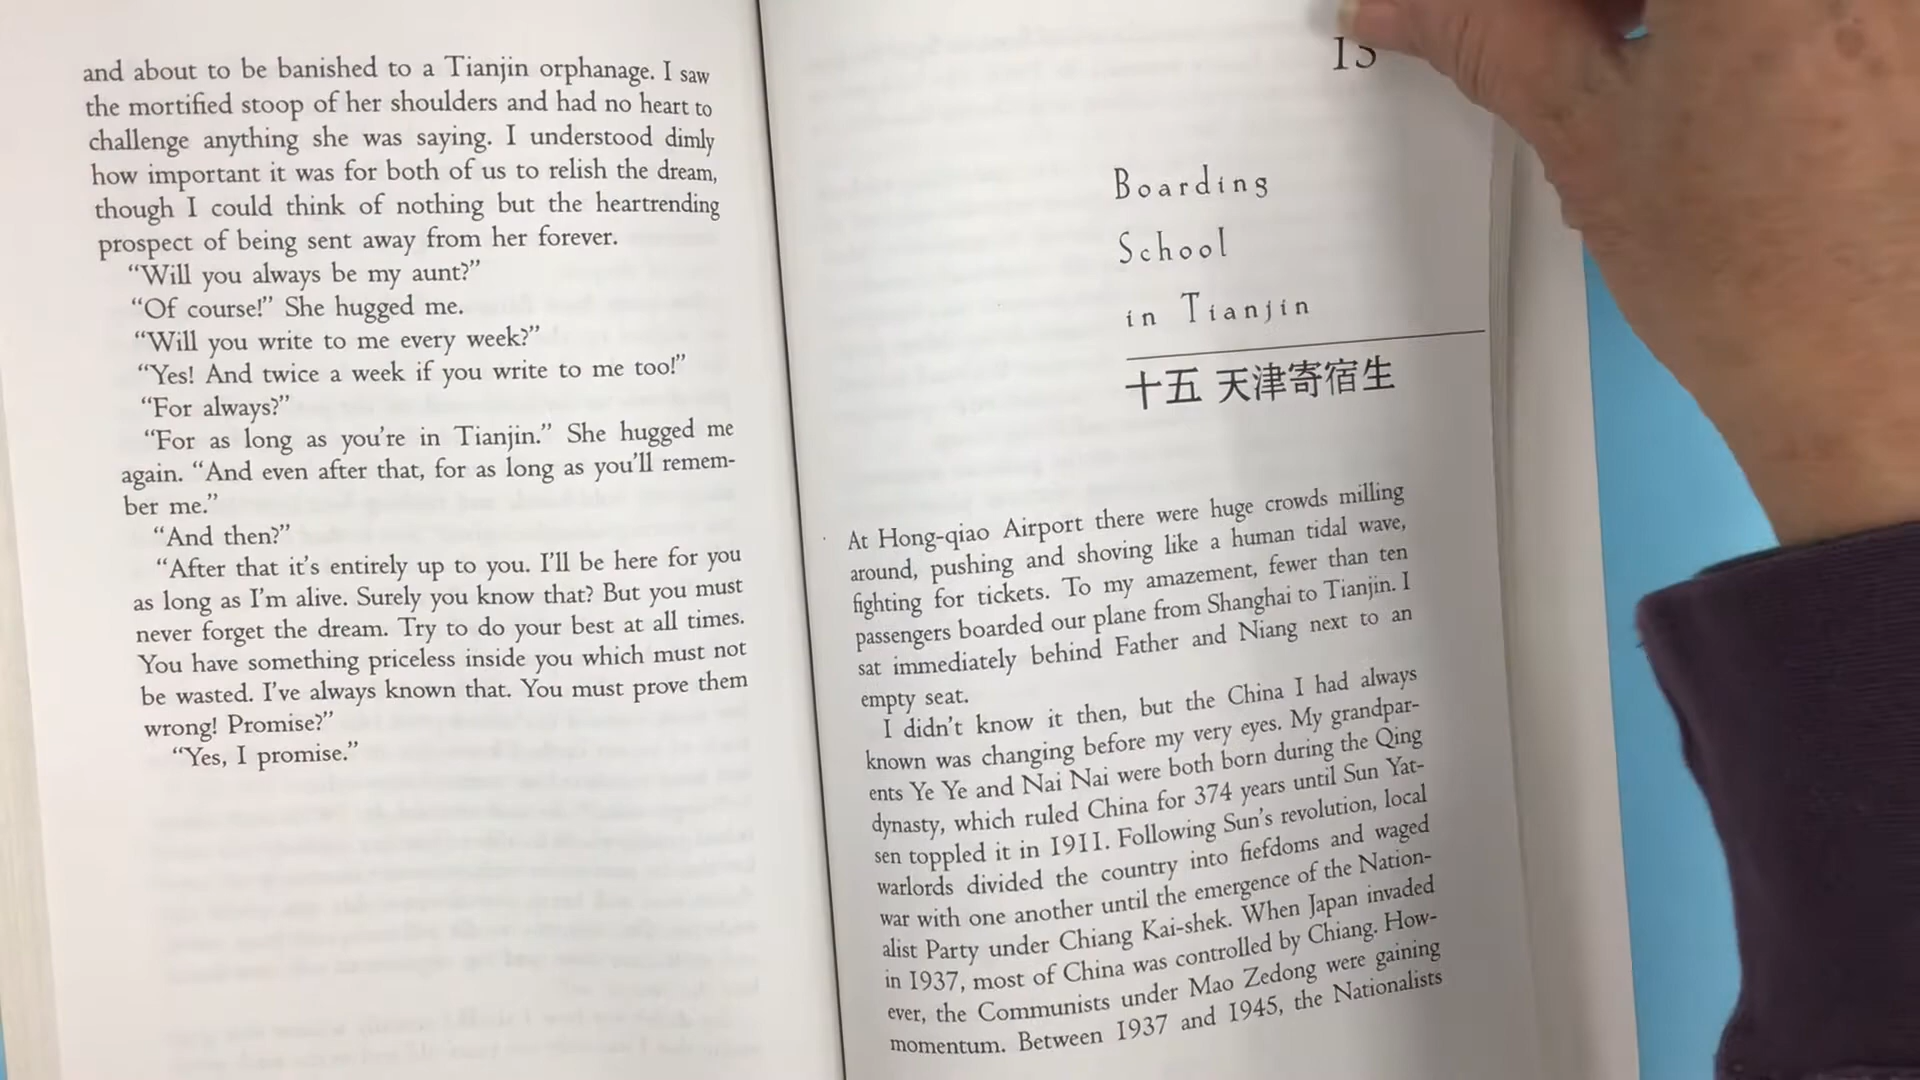 and about to be banished to a Tianjin orphanage. I saw
the mortified stoop of her shoulders and had no heart to
challenge anything she was saying. I understood dimly
how important it was for both of us to relish the dream,
though I could think of nothing but the heartrending
prospect of being sent away from her forever.
“Will you always be my aunt?”
“Of course!” She hugged me.
“Will you write to me every week?”
“Yes! And twice a week if you write to me too!”
“For always?”
“For as long as you’re in Tianjin.” She hugged me
again. “And even after that, for as long as you’ll remem-
ber me.”
“And then?”
“After that it’s entirely up to you. I’ll be here for you
as long as I’m alive. Surely you know that? But you must
never forget the dream. Try to do your best at all times.
You have something priceless inside you which must not
be wasted. I’ve always known that. You must prove them
wrong! Promise?”
“Yes, I promise.”
15
Boarding
School
in Tianjin
十五 天津寄宿生
At Hong-qiao Airport there were huge crowds milling
around, pushing and shoving like a human tidal wave,
fighting for tickets. To my amazement, fewer than ten
passengers boarded our plane from Shanghai to Tianjin. I
sat immediately behind Father and Niang next to an
empty seat.
I didn’t know it then, but the China I had always
known was changing before my very eyes. My grandpar-
ents Ye Ye and Nai Nai were both born during the Qing
dynasty, which ruled China for 374 years until Sun Yat-
sen toppled it in 1911. Following Sun’s revolution, local
warlords divided the country into fiefdoms and waged
war with one another until the emergence of the Nation-
alist Party under Chiang Kai-shek. When Japan invaded
in 1937, most of China was controlled by Chiang. How-
ever, the Communists under Mao Zedong were gaining
momentum. Between 1937 and 1945, the Nationalists